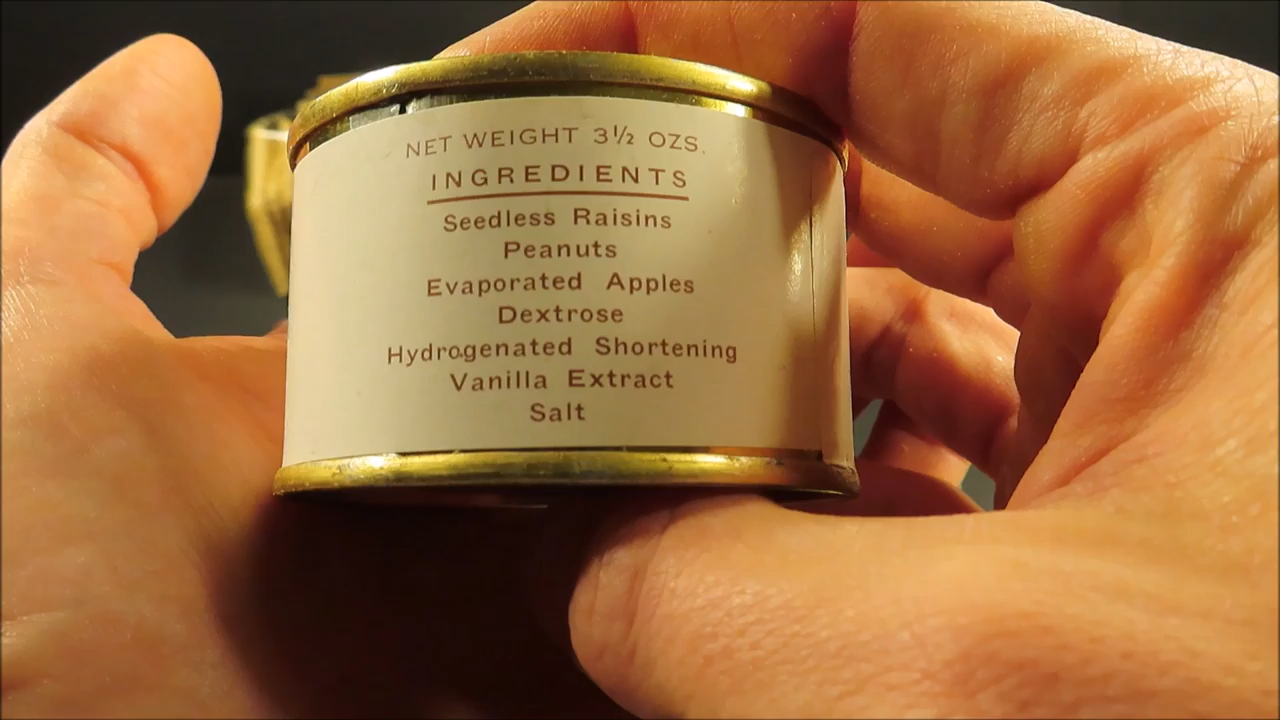 NET WEIGHT 3½ OZS.
INGREDIENTS
Seedless Raisins
Peanuts
Evaporated Apples
Dextrose
Hydrogenated Shortening
Vanilla Extract
Salt